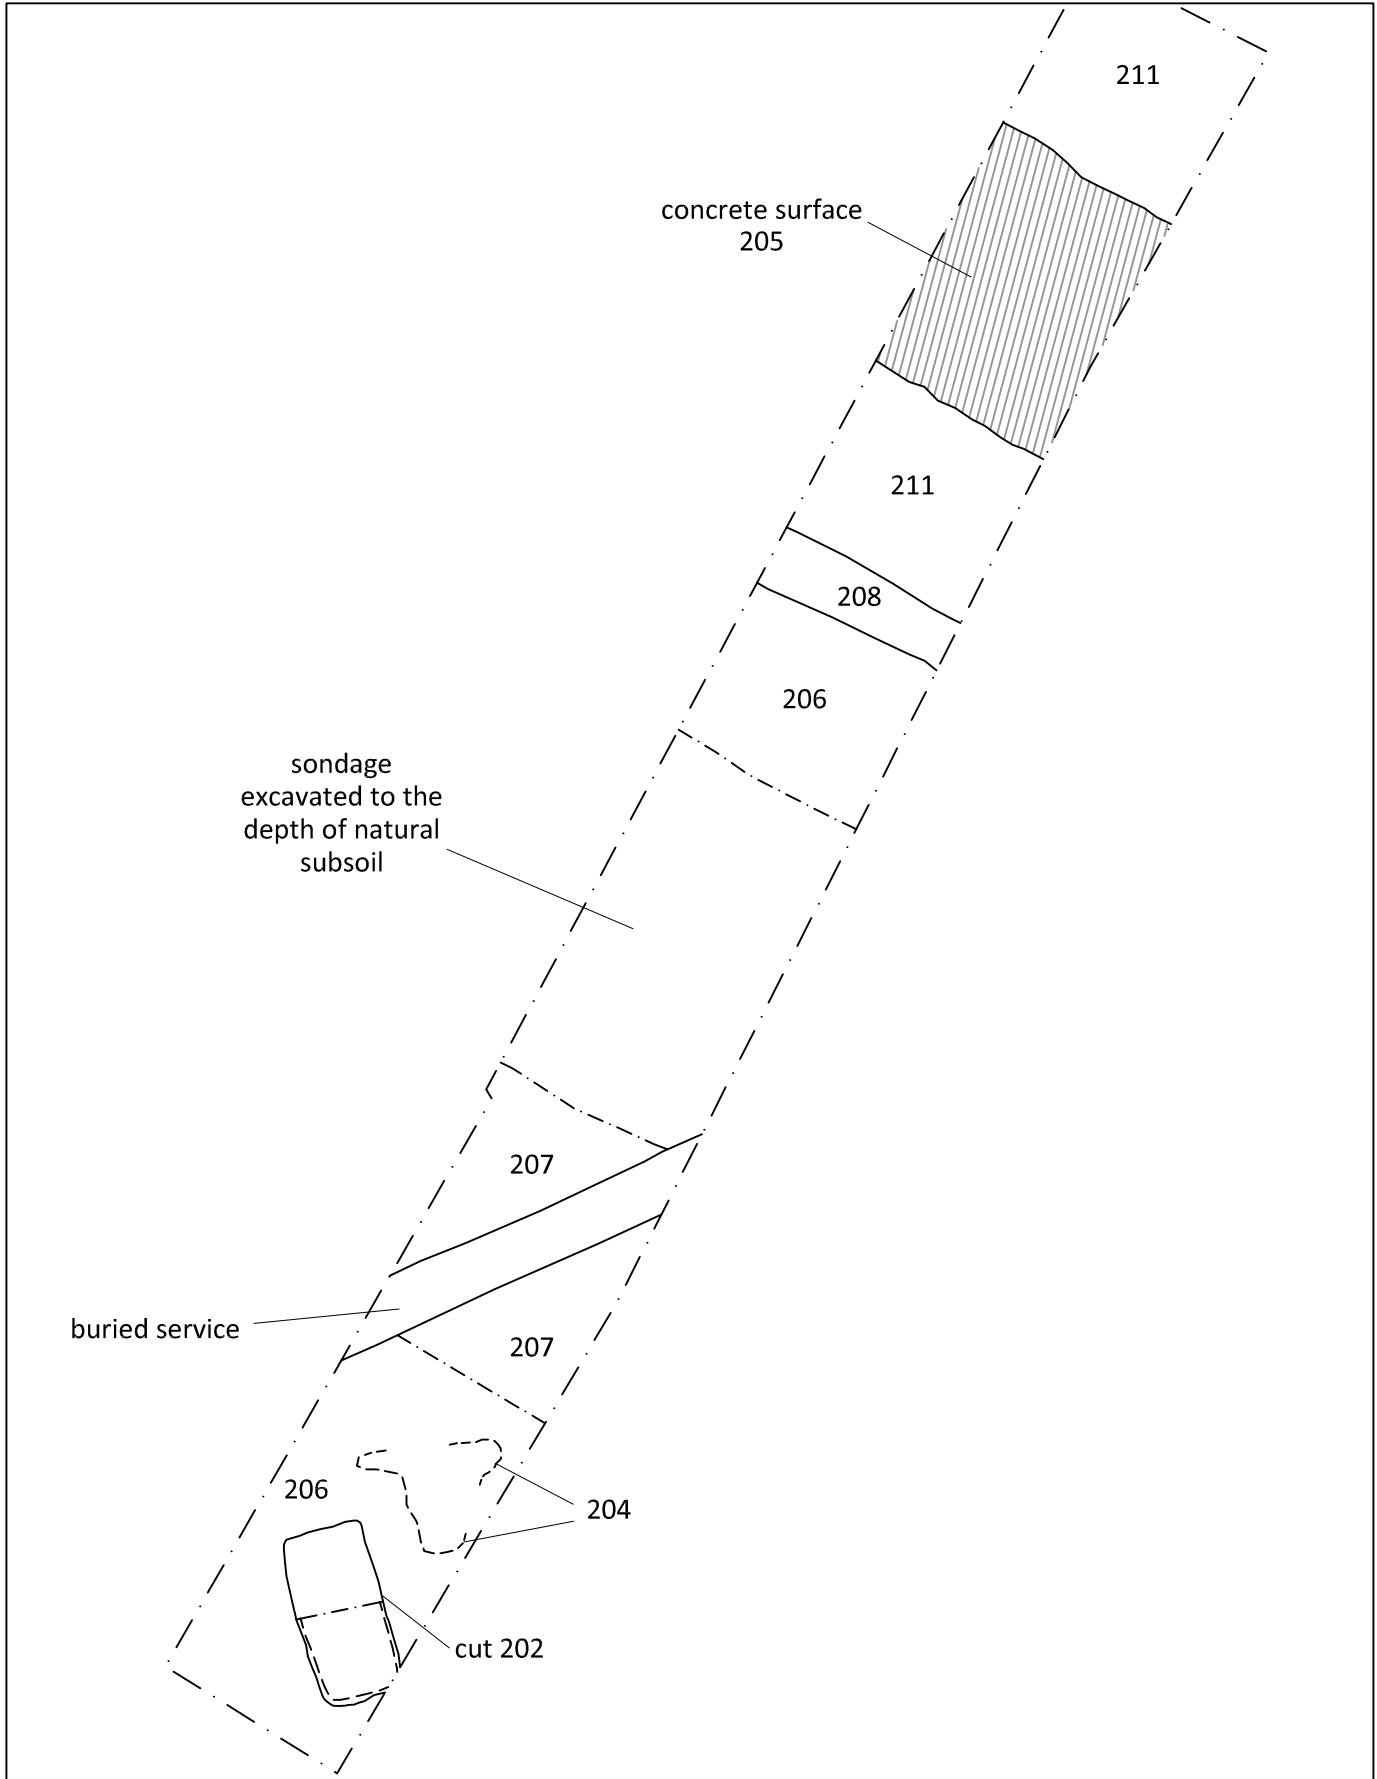 211
concrete surface
205
211
208
206
sondage
excavated to the
depth of natural
subsoil
207
buried service
207
206
204
cut 202